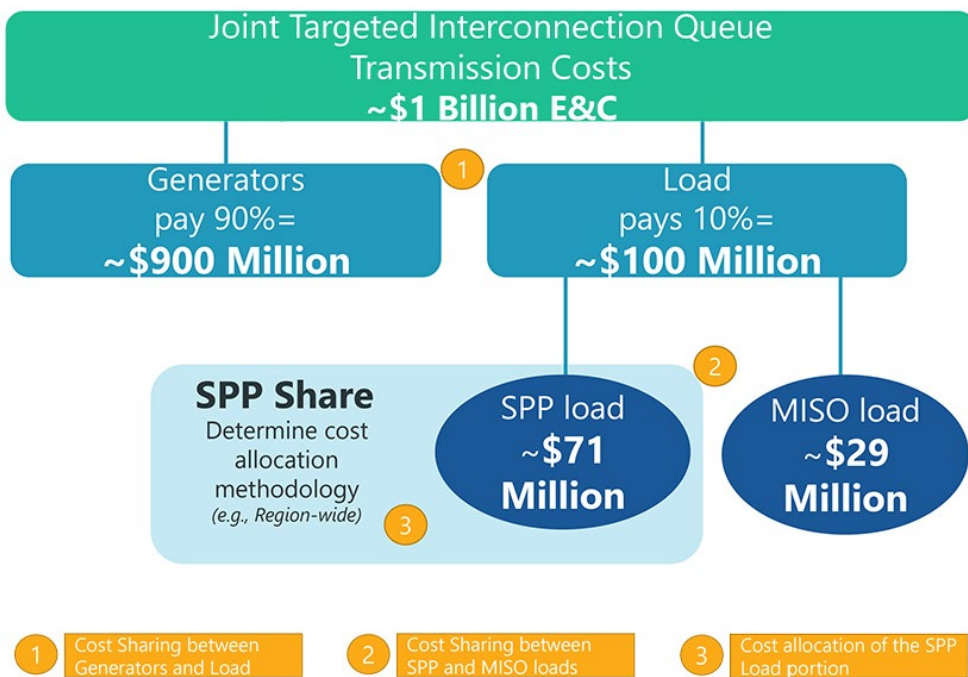 Joint Targeted Interconnection Queue
Transmission Costs
~$1 Billion E&C
Generators
pay 90%=
~$900 Million
1
Load
pays 10%=
~$100 Million
SPP Share
Determine cost
allocation
methodology
(e.g., Region-wide)
3
SPP load
~$71
Million
2
MISO load
~$29
Million
1
Cost Sharing between
Generators and Load
2
Cost Sharing between
SPP and MISO loads
3
Cost allocation of the SPP
Load portion